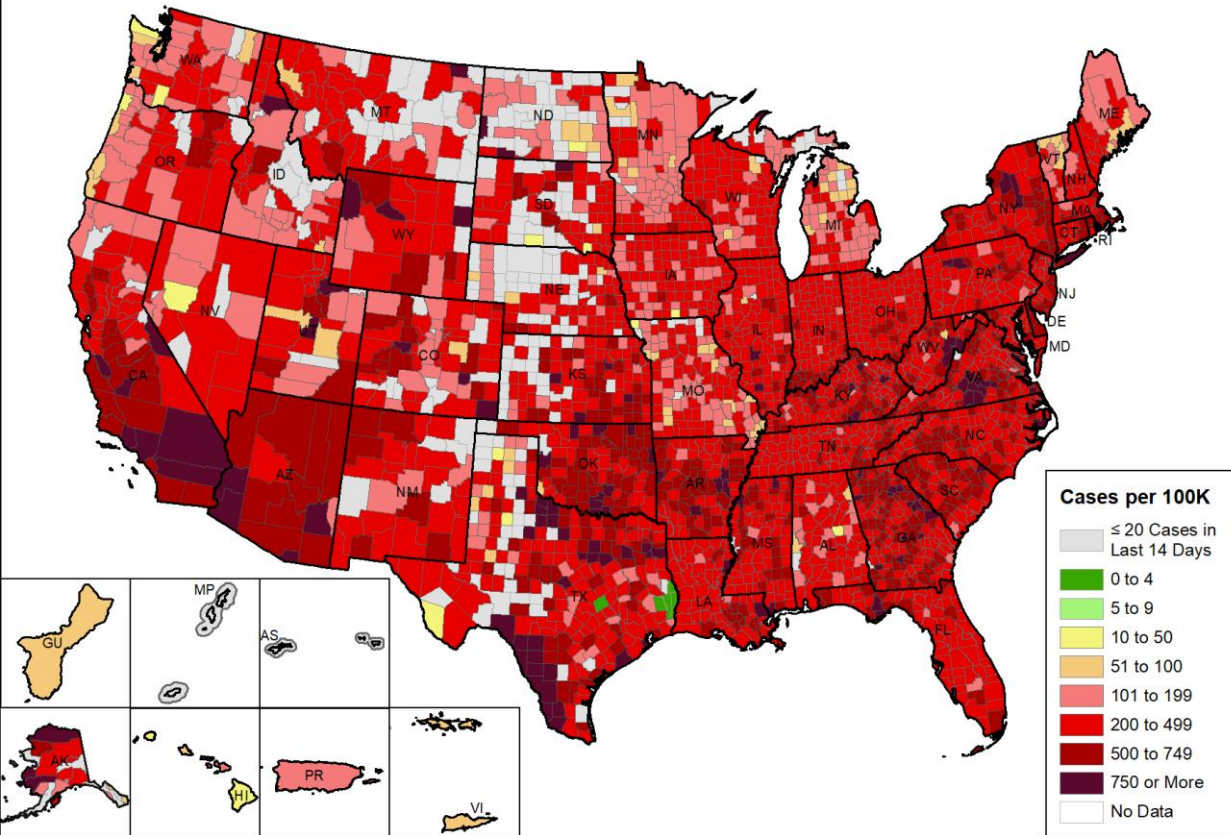 WA
MT
ND
MN
ME
OR
ID
SD
WI
MI
VT
NH
NY
MA
CT
RI
WY
NE
IA
PA
NJ
NV
UT
CO
IL
IN
OH
DE
MD
CA
KS
MO
WV
VA
KY
AZ
NM
OK
AR
TN
NC
SC
TX
LA
MS
AL
GA
FL
GU
MP
AS
AK
HI
PR
VI
Cases per 100K
≤ 20 Cases in
Last 14 Days
0 to 4
5 to 9
10 to 50
51 to 100
101 to 199
200 to 499
500 to 749
750 or More
No Data